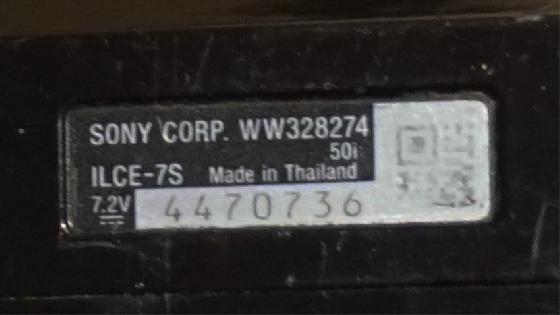 SONY CORP. WW328274
50i
ILCE-7S Made in Thailand
7.2V 4470736